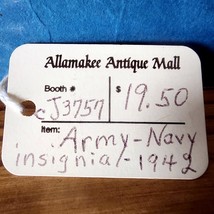 Allamakee Antique Mall
Booth # $ 19.50
cJ3757
Item: Army-Navy
insignia-1942